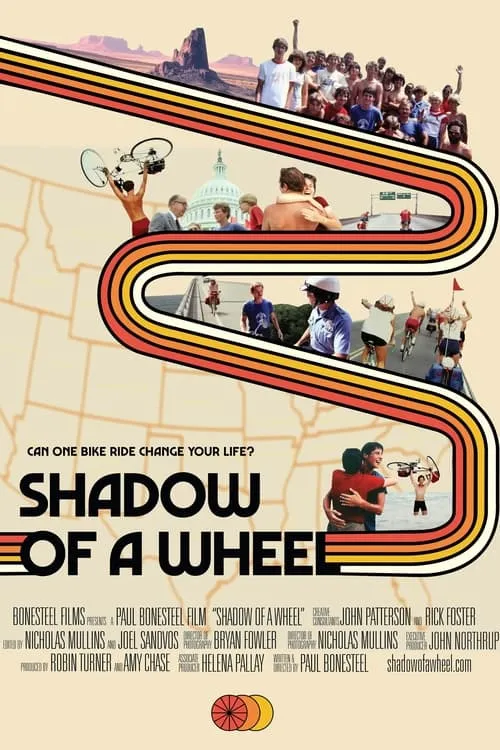 CAN ONE BIKE RIDE CHANGE YOUR LIFE?
SHADOW
OF A WHEEL
BONESTEEL FILMS PRESENTS A PAUL BONESTEEL FILM "SHADOW OF A WHEEL" CREATIVE CONSULTANTS JOHN PATTERSON AND RICK FOSTER
EDITED BY NICHOLAS MULLINS AND JOEL SANDVOS DIRECTOR OF PHOTOGRAPHY BRYAN FOWLER DIRECTOR OF PHOTOGRAPHY NICHOLAS MULLINS EXECUTIVE PRODUCER JOHN NORTHRUP
PRODUCED BY ROBIN TURNER AND AMY CHASE ASSOCIATE PRODUCER HELENA PALLAY WRITTEN & DIRECTED BY PAUL BONESTEEL shadowofawheel.com